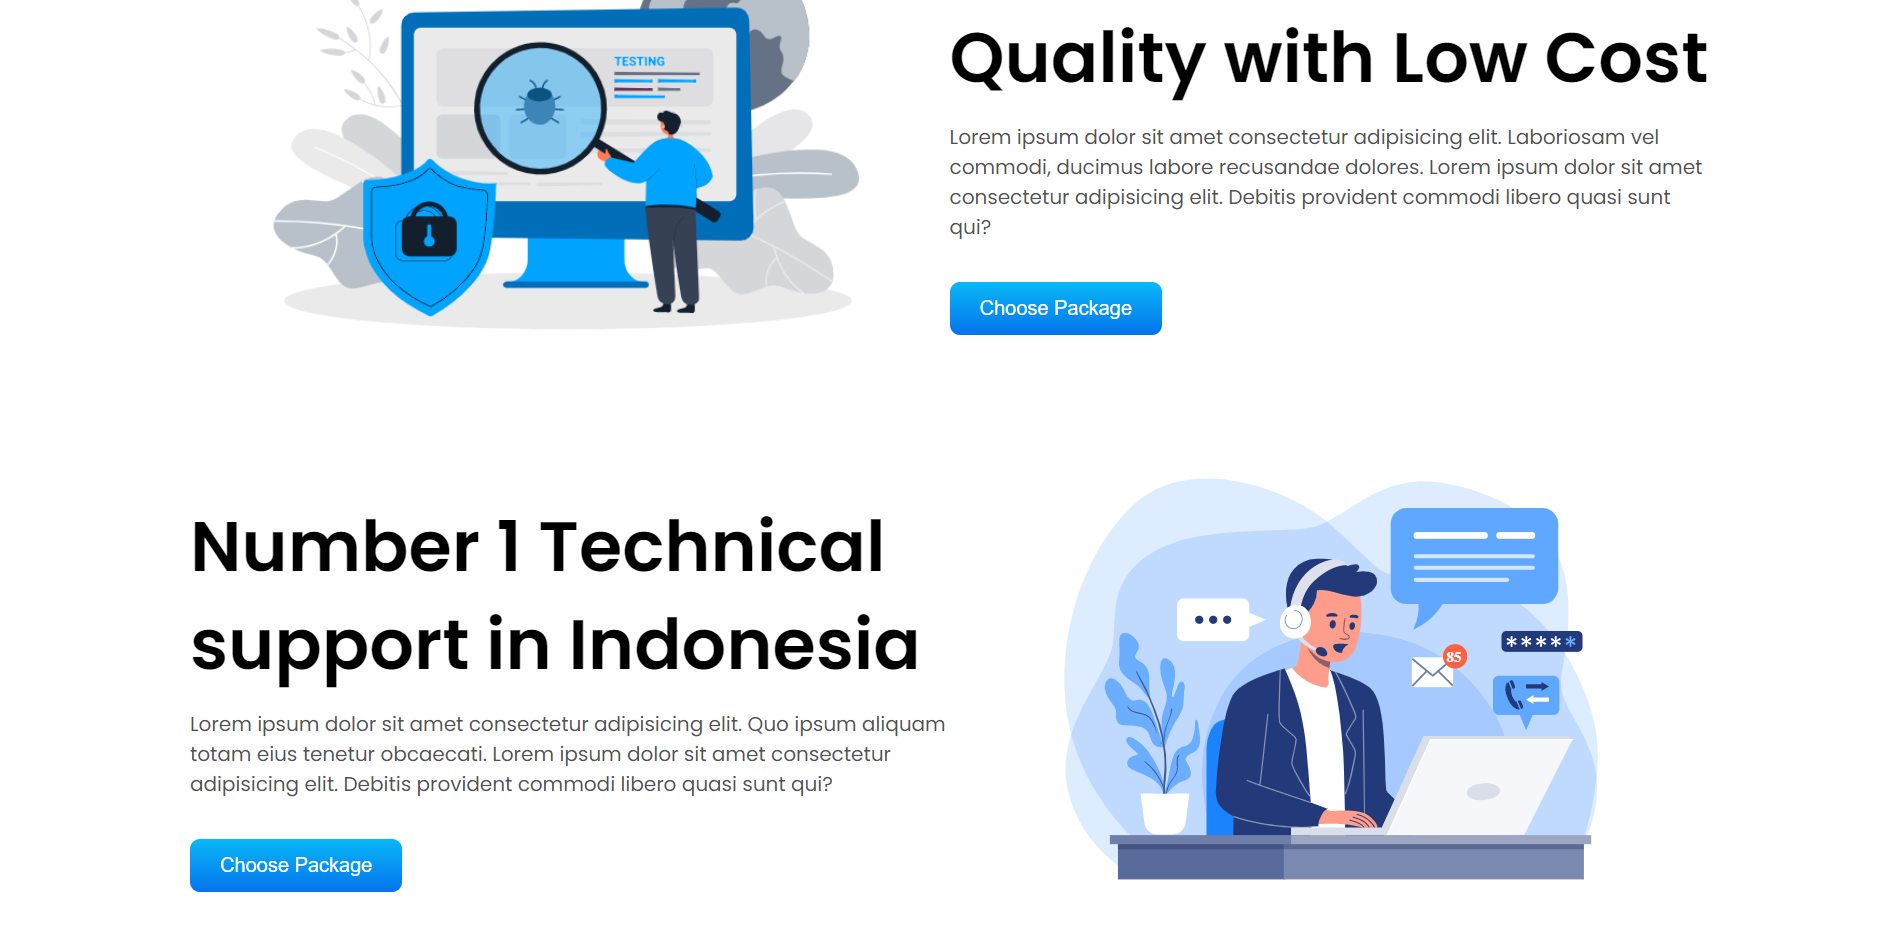 TESTING
Quality with Low Cost
Lorem ipsum dolor sit amet consectetur adipisicing elit. Laboriosam vel
commodi, ducimus labore recusandae dolores. Lorem ipsum dolor sit amet
consectetur adipisicing elit. Debitis provident commodi libero quasi sunt
qui?
Choose Package
Number 1 Technical
support in Indonesia
Lorem ipsum dolor sit amet consectetur adipisicing elit. Quo ipsum aliquam
totam eius tenetur obcaecati. Lorem ipsum dolor sit amet consectetur
adipisicing elit. Debitis provident commodi libero quasi sunt qui?
Choose Package
*****
85